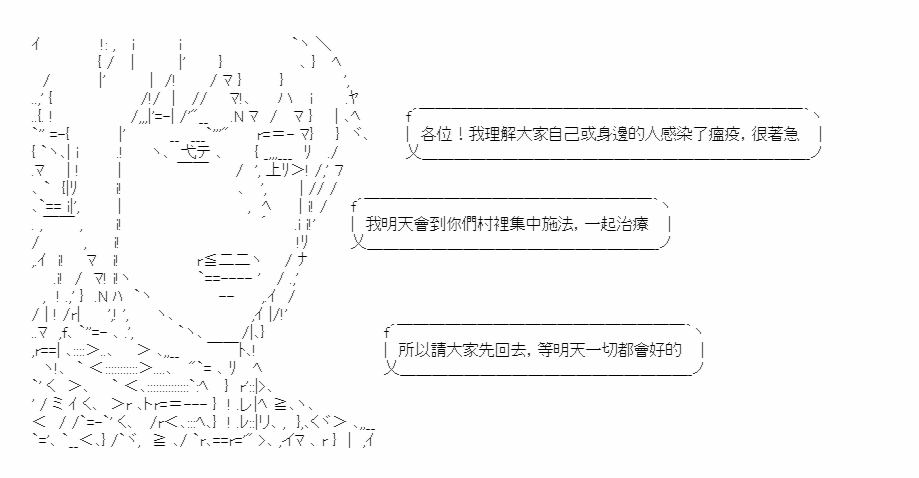 各位！我理解大家自己或身邊的人感染了瘟疫，很著急
我明天會到你們村裡集中施法，一起治療
所以請大家先回去，等明天一切都會好的